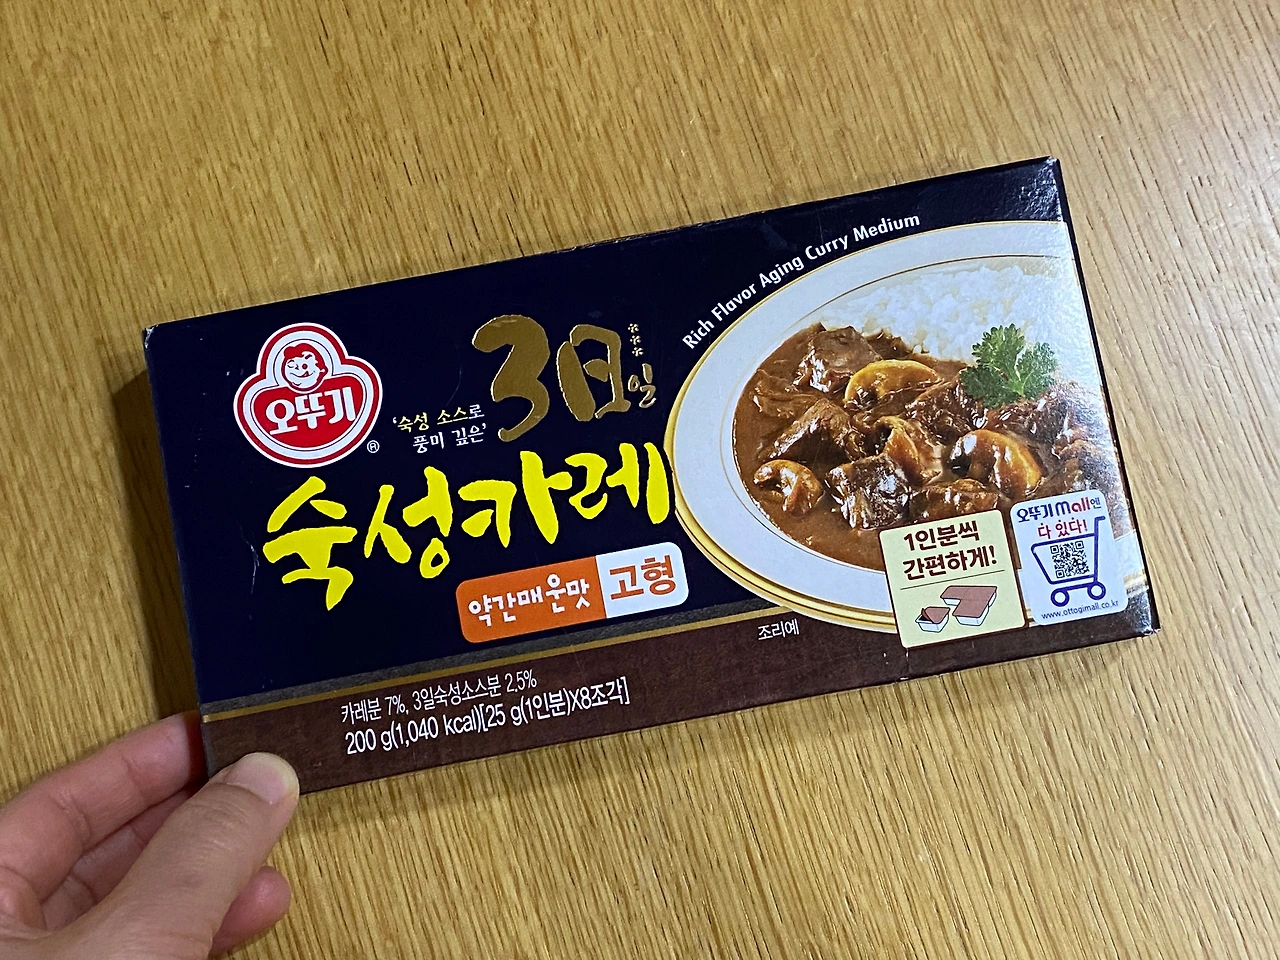 Rich Flavor Aging Curry Medium
오뚜기
®
'숙성 소스로
풍미 깊은'
3日일
숙성카레
약간매운맛 고형
1인분씩
간편하게!
오뚜기mall엔
다 있다!
www.ottogimall.co.kr
조리예
카레분 7%, 3일숙성소스분 2.5%
200 g(1,040 kcal)[25 g(1인분)X8조각]